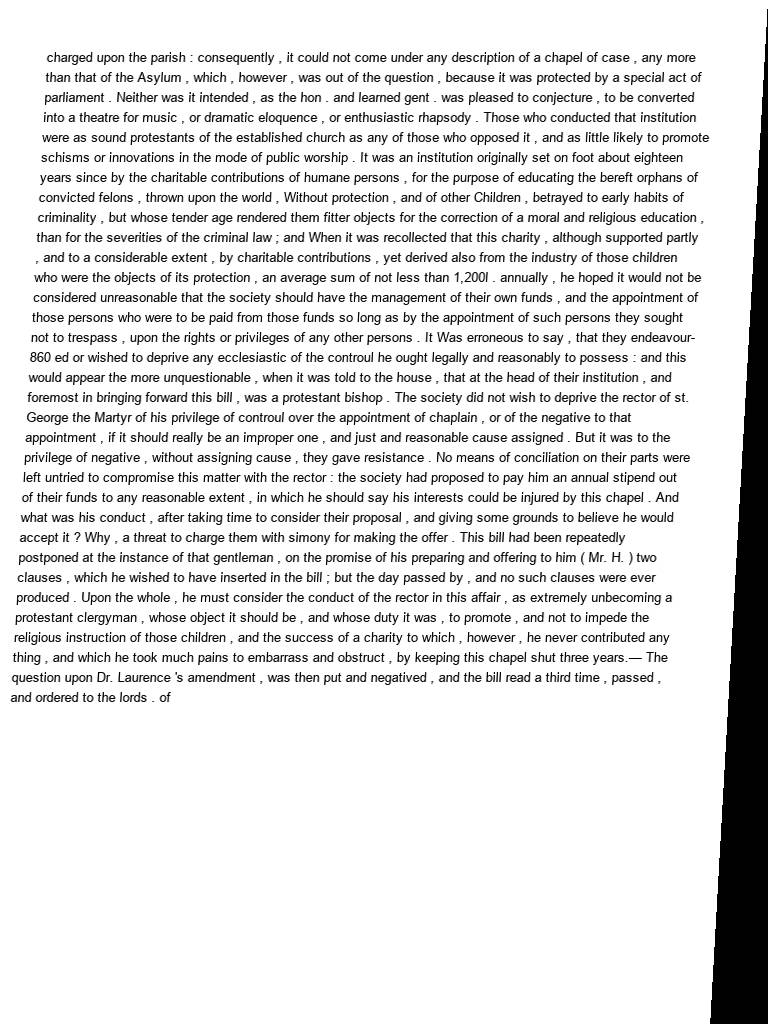 charged upon the parish : consequently , it could not come under any description of a chapel of case , any more
than that of the Asylum , which , however , was out of the question , because it was protected by a special act of
parliament . Neither was it intended , as the hon . and learned gent . was pleased to conjecture , to be converted
into a theatre for music , or dramatic eloquence , or enthusiastic rhapsody . Those who conducted that institution
were as sound protestants of the established church as any of those who opposed it , and as little likely to promote
schisms or innovations in the mode of public worship . It was an institution originally set on foot about eighteen
years since by the charitable contributions of humane persons , for the purpose of educating the bereft orphans of
convicted felons , thrown upon the world , Without protection , and of other Children , betrayed to early habits of
criminality , but whose tender age rendered them fitter objects for the correction of a moral and religious education ,
than for the severities of the criminal law ; and When it was recollected that this charity , although supported partly
, and to a considerable extent , by charitable contributions , yet derived also from the industry of those children
who were the objects of its protection , an average sum of not less than 1,200l . annually , he hoped it would not be
considered unreasonable that the society should have the management of their own funds , and the appointment of
those persons who were to be paid from those funds so long as by the appointment of such persons they sought
not to trespass , upon the rights or privileges of any other persons . It Was erroneous to say , that they endeavour-
860 ed or wished to deprive any ecclesiastic of the controul he ought legally and reasonably to possess : and this
would appear the more unquestionable , when it was told to the house , that at the head of their institution , and
foremost in bringing forward this bill , was a protestant bishop . The society did not wish to deprive the rector of st.
George the Martyr of his privilege of controul over the appointment of chaplain , or of the negative to that
appointment , if it should really be an improper one , and just and reasonable cause assigned . But it was to the
privilege of negative , without assigning cause , they gave resistance . No means of conciliation on their parts were
left untried to compromise this matter with the rector : the society had proposed to pay him an annual stipend out
of their funds to any reasonable extent , in which he should say his interests could be injured by this chapel . And
what was his conduct , after taking time to consider their proposal , and giving some grounds to believe he would
accept it ? Why , a threat to charge them with simony for making the offer . This bill had been repeatedly
postponed at the instance of that gentleman , on the promise of his preparing and offering to him ( Mr. H. ) two
clauses , which he wished to have inserted in the bill ; but the day passed by , and no such clauses were ever
produced . Upon the whole , he must consider the conduct of the rector in this affair , as extremely unbecoming a
protestant clergyman , whose object it should be , and whose duty it was , to promote , and not to impede the
religious instruction of those children , and the success of a charity to which , however , he never contributed any
thing , and which he took much pains to embarrass and obstruct , by keeping this chapel shut three years.— The
question upon Dr. Laurence 's amendment , was then put and negatived , and the bill read a third time , passed ,
and ordered to the lords . of